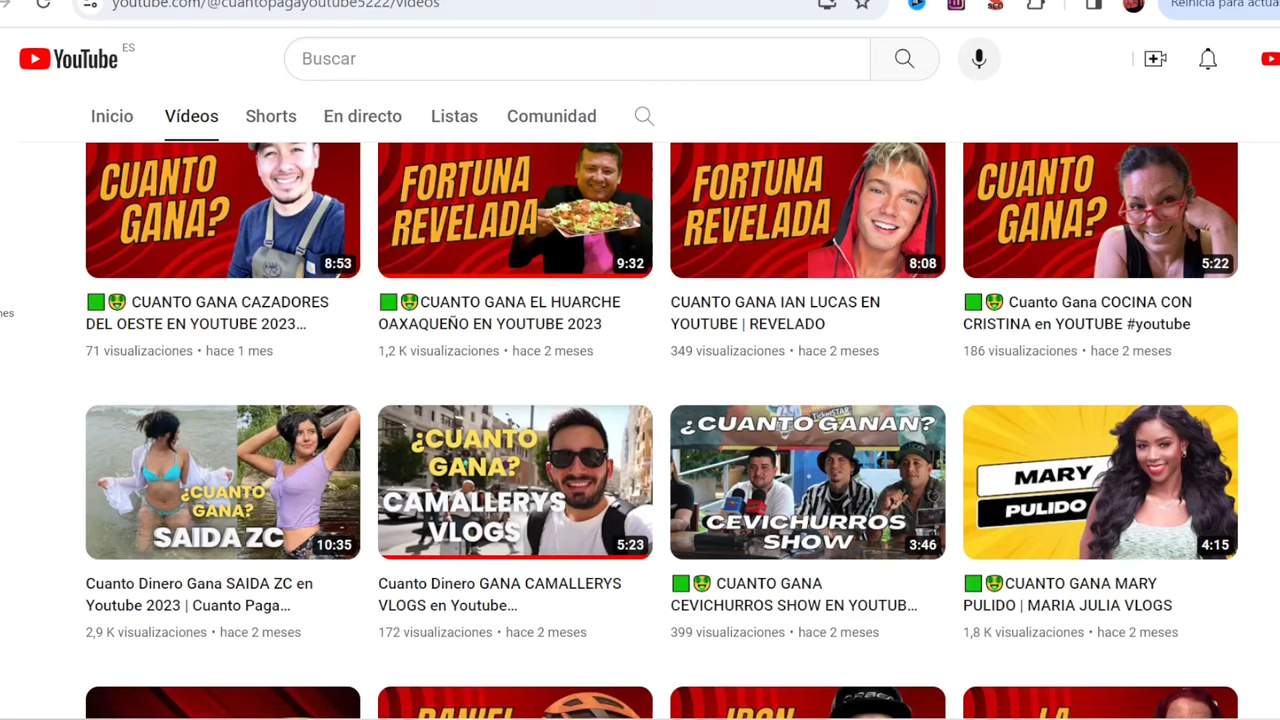 youtube.com/@cuantopagayoutube5222/videos
Reinicia para actua
YouTube ES
Buscar
Inicio
Vídeos
Shorts
En directo
Listas
Comunidad
CUANTO
GANA?
8:53
FORTUNA
REVELADA
9:32
FORTUNA
REVELADA
8:08
CUANTO
GANA?
5:22
CUANTO GANA CAZADORES
DEL OESTE EN YOUTUBE 2023...
71 visualizaciones • hace 1 mes
CUANTO GANA EL HUARCHE
OAXAQUEÑO EN YOUTUBE 2023
1,2 K visualizaciones • hace 2 meses
CUANTO GANA IAN LUCAS EN
YOUTUBE | REVELADO
349 visualizaciones • hace 2 meses
Cuanto Gana COCINA CON
CRISTINA en YOUTUBE #youtube
186 visualizaciones • hace 2 meses
nes
¿CUANTO
GANA?
SAIDA ZC
10:35
¿CUANTO
GANA?
CAMALLERYS
VLOGS
5:23
TicketSTAR
¿CUANTO GANAN?
CEVICHURROS
SHOW
3:46
MARY
PULIDO
4:15
Cuanto Dinero Gana SAIDA ZC en
Youtube 2023 | Cuanto Paga...
2,9 K visualizaciones • hace 2 meses
Cuanto Dinero GANA CAMALLERYS
VLOGS en Youtube...
172 visualizaciones • hace 2 meses
CUANTO GANA
CEVICHURROS SHOW EN YOUTUB...
399 visualizaciones • hace 2 meses
CUANTO GANA MARY
PULIDO | MARIA JULIA VLOGS
1,8 K visualizaciones • hace 2 meses
DANIEL
IRON
LA